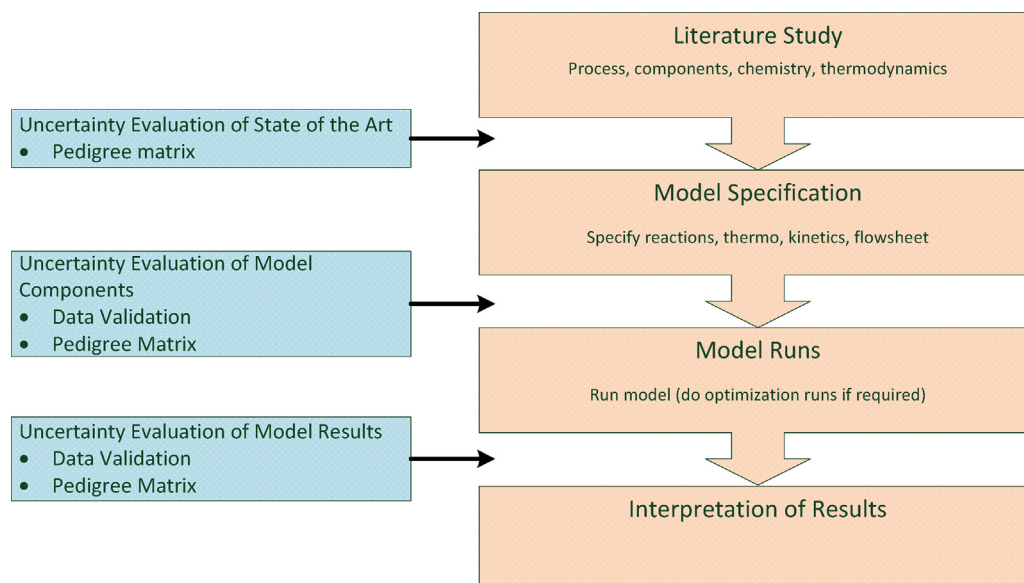 Literature Study
Process, components, chemistry, thermodynamics
Uncertainty Evaluation of State of the Art
• Pedigree matrix
Model Specification
Specify reactions, thermo, kinetics, flowsheet
Uncertainty Evaluation of Model
Components
• Data Validation
• Pedigree Matrix
Model Runs
Run model (do optimization runs if required)
Uncertainty Evaluation of Model Results
• Data Validation
• Pedigree Matrix
Interpretation of Results